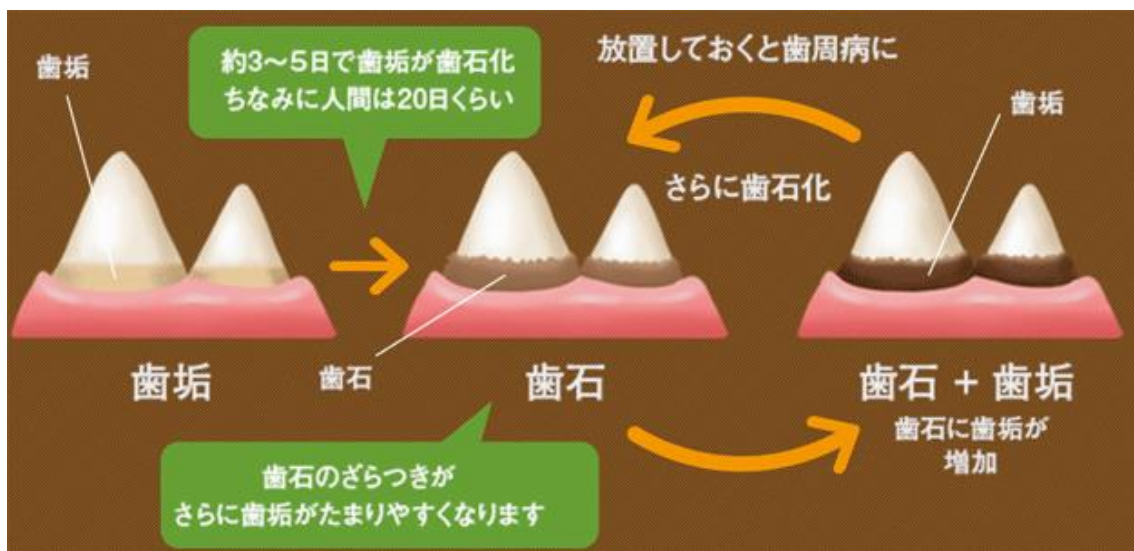 歯垢
約3〜5日で歯垢が歯石化
ちなみに人間は20日くらい
放置しておくと歯周病に
歯垢
さらに歯石化
歯石
歯垢
歯石
歯石 + 歯垢
歯石に歯垢が
増加
歯石のざらつきが
さらに歯垢がたまりやすくなります